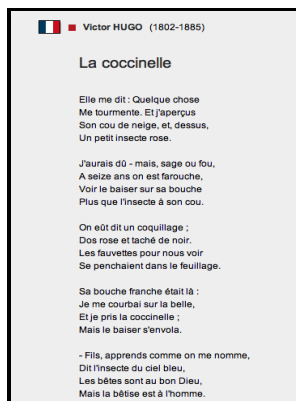 Victor HUGO (1802-1885)
La coccinelle
Elle me dit : Quelque chose
Me tourmente. Et j'aperçus
Son cou de neige, et, dessus,
Un petit insecte rose.
J'aurais dû - mais, sage ou fou,
A seize ans on est farouche,
Voir le baiser sur sa bouche
Plus que l'insecte à son cou.
On eût dit un coquillage ;
Dos rose et taché de noir.
Les fauvettes pour nous voir
Se penchaient dans le feuillage.
Sa bouche franche était là :
Je me courbai sur la belle,
Et je pris la coccinelle ;
Mais le baiser s'envola.
- Fils, apprends comme on me nomme,
Dit l'insecte du ciel bleu,
Les bêtes sont au bon Dieu,
Mais la bêtise est à l'homme.